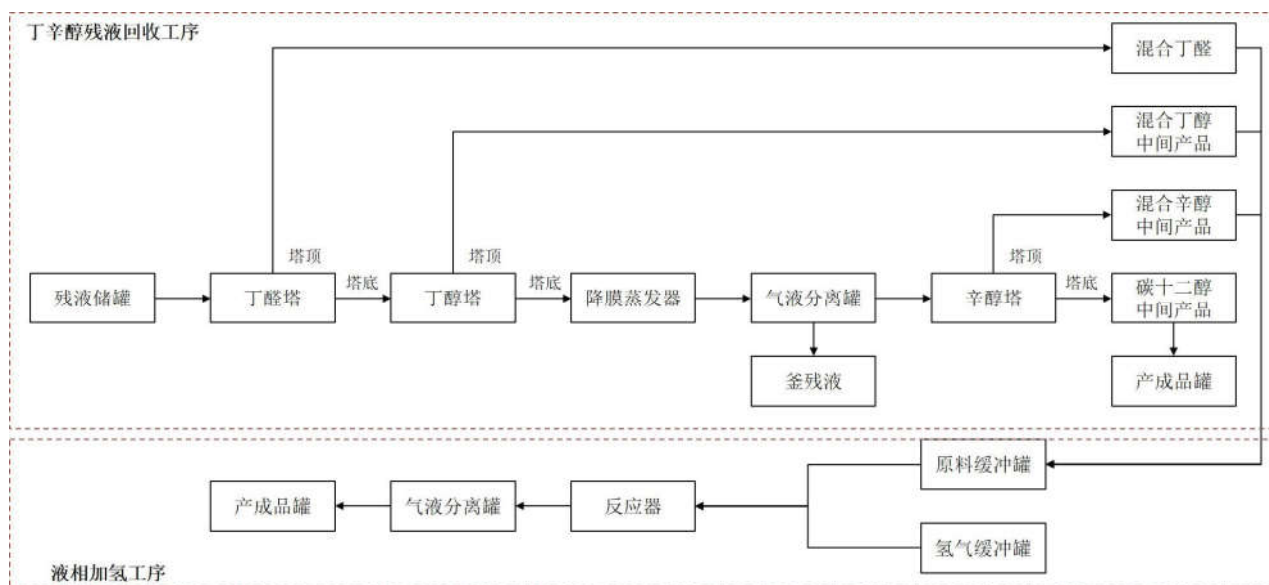 丁辛醇残液回收工序
混合丁醛
混合丁醇
中间产品
混合辛醇
中间产品
塔顶
塔顶
塔顶
残液储罐
丁醛塔
塔底
丁醇塔
塔底
降膜蒸发器
气液分离罐
辛醇塔
塔底
碳十二醇
中间产品
釜残液
产成品罐
原料缓冲罐
产成品罐
气液分离罐
反应器
氢气缓冲罐
液相加氢工序